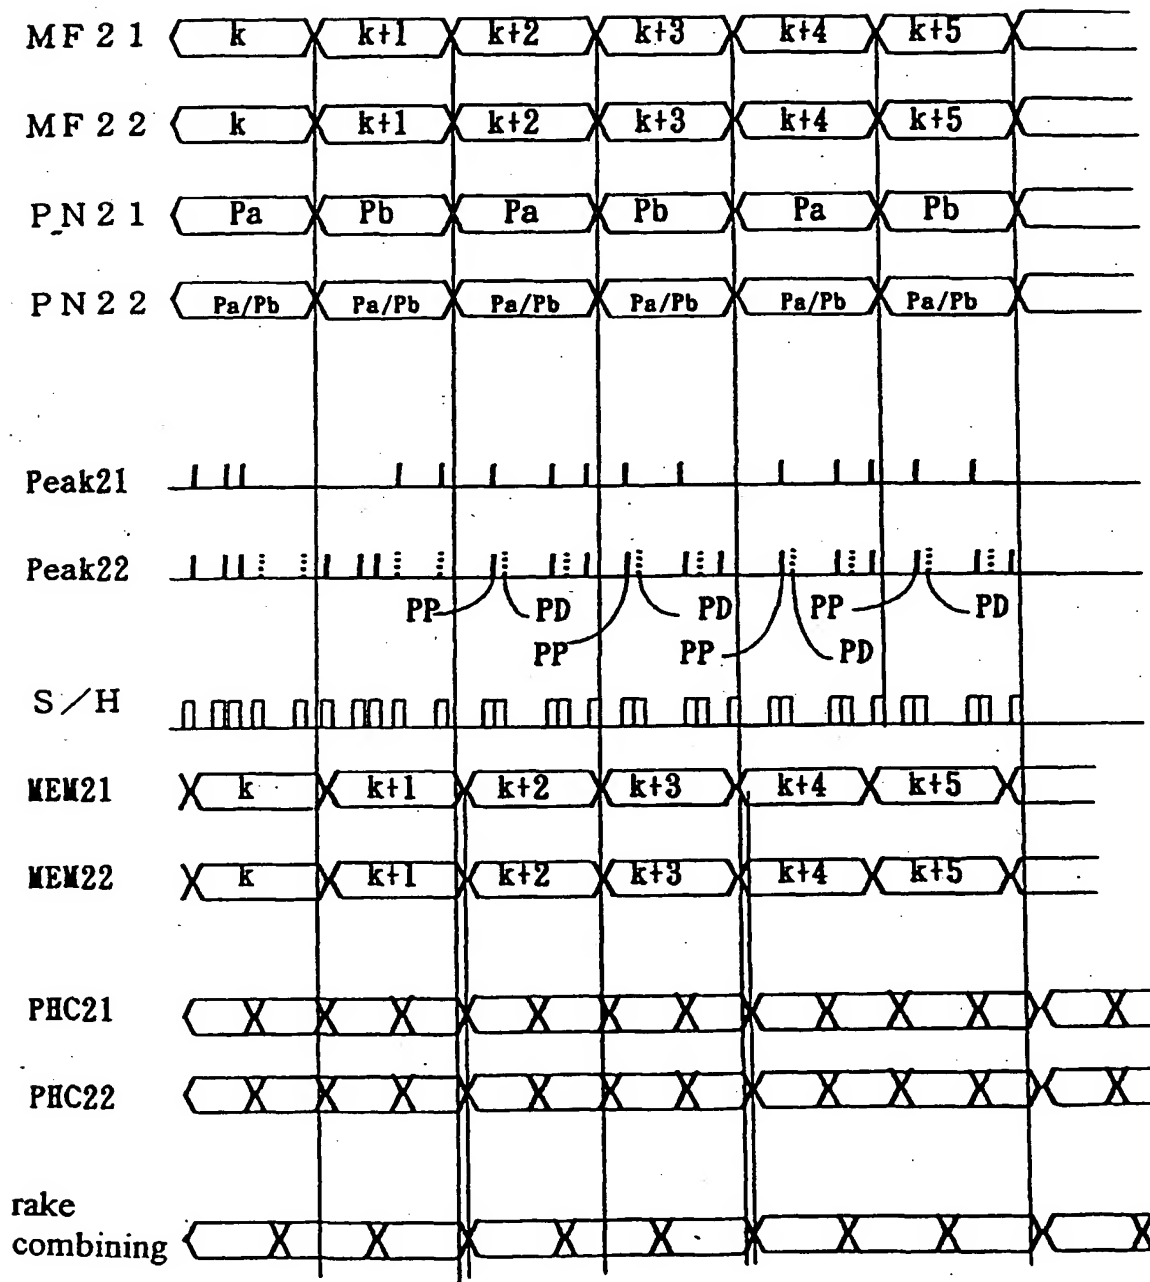 MF21 k k+1 k+2 k+3 k+4 k+5
MF22 k k+1 k+2 k+3 k+4 k+5
PN21 Pa Pb Pa Pb Pa Pb
PN22 Pa/Pb Pa/Pb Pa/Pb Pa/Pb Pa/Pb Pa/Pb
Peak21
Peak22
PP PD PD PP PD
PP PP PD
S/H
MEM21 k k+1 k+2 k+3 k+4 k+5
MEM22 k k+1 k+2 k+3 k+4 k+5
PHC21
PHC22
rake
combining